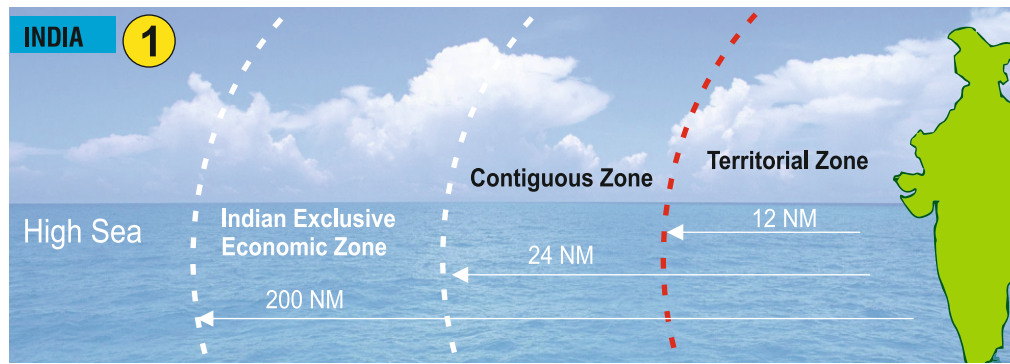 INDIA
1
Territorial Zone
Contiguous Zone
Indian Exclusive
Economic Zone
High Sea
12 NM
24 NM
200 NM